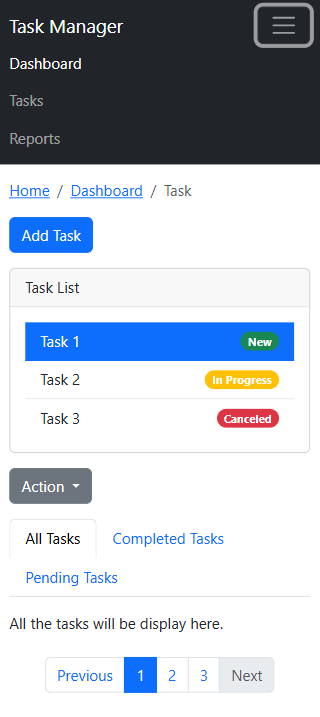 Task Manager
Dashboard
Tasks
Reports
Home / Dashboard / Task
Add Task
Task List
Task 1 New
Task 2 In Progress
Task 3 Canceled
Action
All Tasks Completed Tasks
Pending Tasks
All the tasks will be display here.
Previous 1 2 3 Next